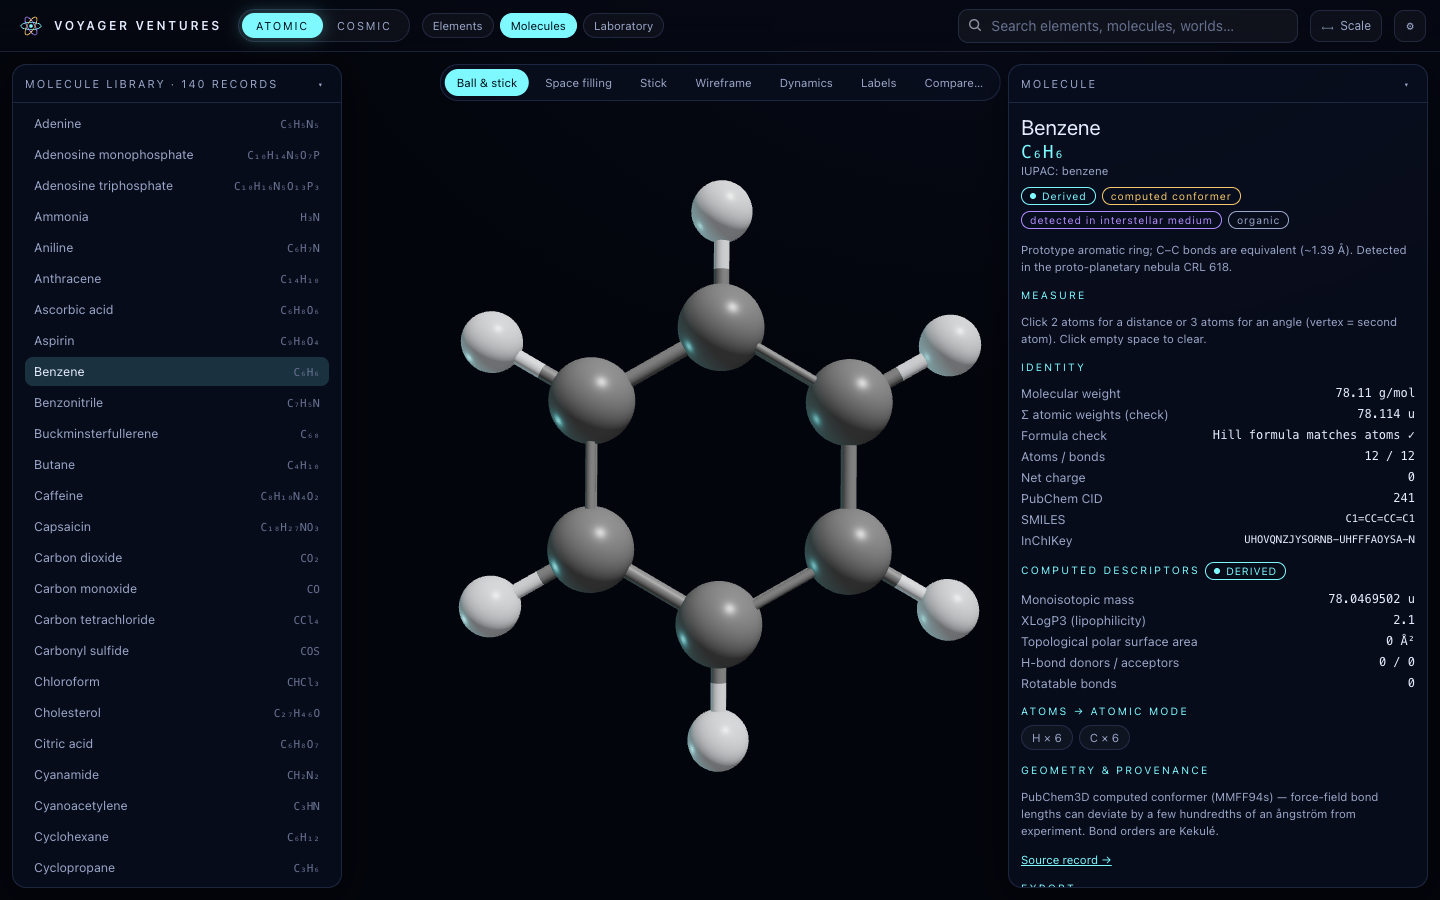 VOYAGER VENTURES
ATOMIC
COSMIC
Elements
Molecules
Laboratory
Search elements, molecules, worlds...
Scale
MOLECULE LIBRARY · 140 RECORDS
Adenine C₅H₅N₅
Adenosine monophosphate C₁₀H₁₄N₅O₇P
Adenosine triphosphate C₁₀H₁₆N₅O₁₃P₃
Ammonia H₃N
Aniline C₆H₇N
Anthracene C₁₄H₁₀
Ascorbic acid C₆H₈O₆
Aspirin C₉H₈O₄
Benzene C₆H₆
Benzonitrile C₇H₅N
Buckminsterfullerene C₆₀
Butane C₄H₁₀
Caffeine C₈H₁₀N₄O₂
Capsaicin C₁₈H₂₇NO₃
Carbon dioxide CO₂
Carbon monoxide CO
Carbon tetrachloride CCl₄
Carbonyl sulfide COS
Chloroform CHCl₃
Cholesterol C₂₇H₄₆O
Citric acid C₆H₈O₇
Cyanamide CH₂N₂
Cyanoacetylene C₃HN
Cyclohexane C₆H₁₂
Cyclopropane C₃H₆
Ball & stick
Space filling
Stick
Wireframe
Dynamics
Labels
Compare...
MOLECULE
Benzene
C₆H₆
IUPAC: benzene
Derived
computed conformer
detected in interstellar medium
organic
Prototype aromatic ring; C–C bonds are equivalent (~1.39 Å). Detected
in the proto-planetary nebula CRL 618.
MEASURE
Click 2 atoms for a distance or 3 atoms for an angle (vertex = second
atom). Click empty space to clear.
IDENTITY
Molecular weight 78.11 g/mol
Σ atomic weights (check) 78.114 u
Formula check Hill formula matches atoms ✓
Atoms / bonds 12 / 12
Net charge 0
PubChem CID 241
SMILES C1=CC=CC=C1
InChIKey UHOVQNZJYSORNB-UHFFFAOYSA-N
COMPUTED DESCRIPTORS
DERIVED
Monoisotopic mass 78.0469502 u
XLogP3 (lipophilicity) 2.1
Topological polar surface area 0 Å²
H-bond donors / acceptors 0 / 0
Rotatable bonds 0
ATOMS → ATOMIC MODE
H × 6
C × 6
GEOMETRY & PROVENANCE
PubChem3D computed conformer (MMFF94s) — force-field bond
lengths can deviate by a few hundredths of an ångström from
experiment. Bond orders are Kekulé.
Source record →
EXPORT